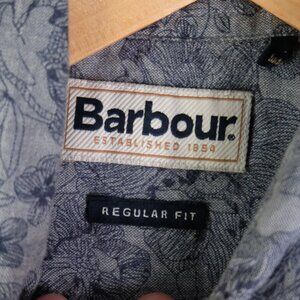 Barbour.
ESTABLISHED 1894
REGULAR FIT